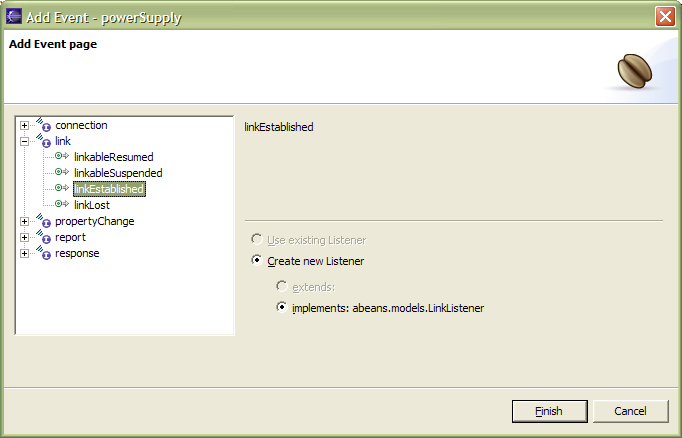 Add Event - powerSupply
Add Event page
connection
link
linkableResumed
linkableSuspended
linkEstablished
linkLost
propertyChange
report
response
linkEstablished
Use existing Listener
Create new Listener
extends:
implements: abeans.models.LinkListener
Finish
Cancel